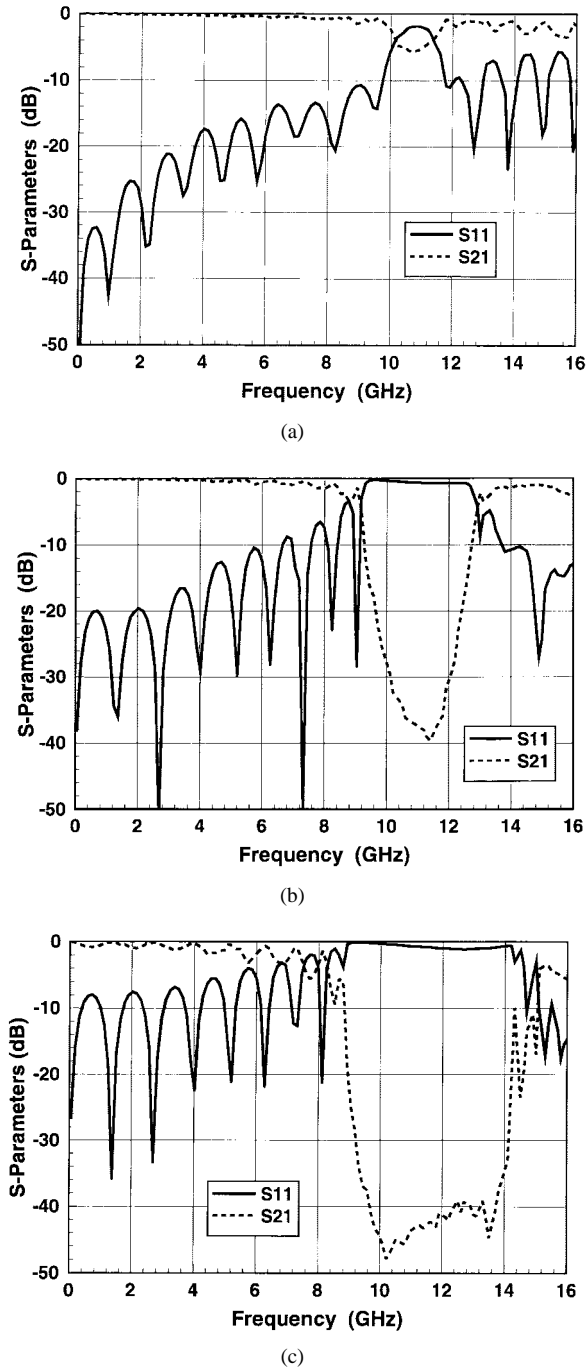 0
-10
-20
-30
-40
-50
S-Parameters (dB)
S11
S21
0 2 4 6 8 10 12 14 16
Frequency (GHz)
(a)
0
-10
-20
-30
-40
-50
S-Parameters (dB)
S11
S21
0 2 4 6 8 10 12 14 16
Frequency (GHz)
(b)
0
-10
-20
-30
-40
-50
S-Parameters (dB)
S11
S21
0 2 4 6 8 10 12 14 16
Frequency (GHz)
(c)